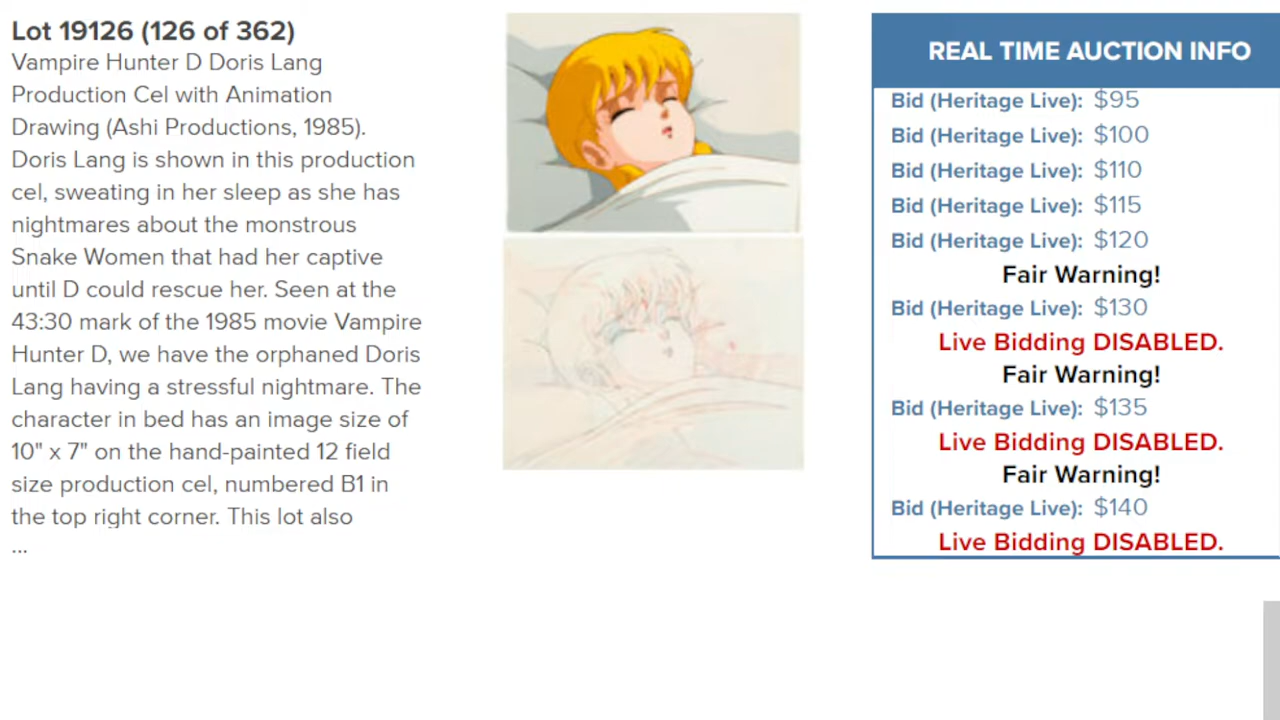 Lot 19126 (126 of 362)
Vampire Hunter D Doris Lang
Production Cel with Animation
Drawing (Ashi Productions, 1985).
Doris Lang is shown in this production
cel, sweating in her sleep as she has
nightmares about the monstrous
Snake Women that had her captive
until D could rescue her. Seen at the
43:30 mark of the 1985 movie Vampire
Hunter D, we have the orphaned Doris
Lang having a stressful nightmare. The
character in bed has an image size of
10" x 7" on the hand-painted 12 field
size production cel, numbered B1 in
the top right corner. This lot also
...
REAL TIME AUCTION INFO
Bid (Heritage Live): $95
Bid (Heritage Live): $100
Bid (Heritage Live): $110
Bid (Heritage Live): $115
Bid (Heritage Live): $120
Fair Warning!
Bid (Heritage Live): $130
Live Bidding DISABLED.
Fair Warning!
Bid (Heritage Live): $135
Live Bidding DISABLED.
Fair Warning!
Bid (Heritage Live): $140
Live Bidding DISABLED.